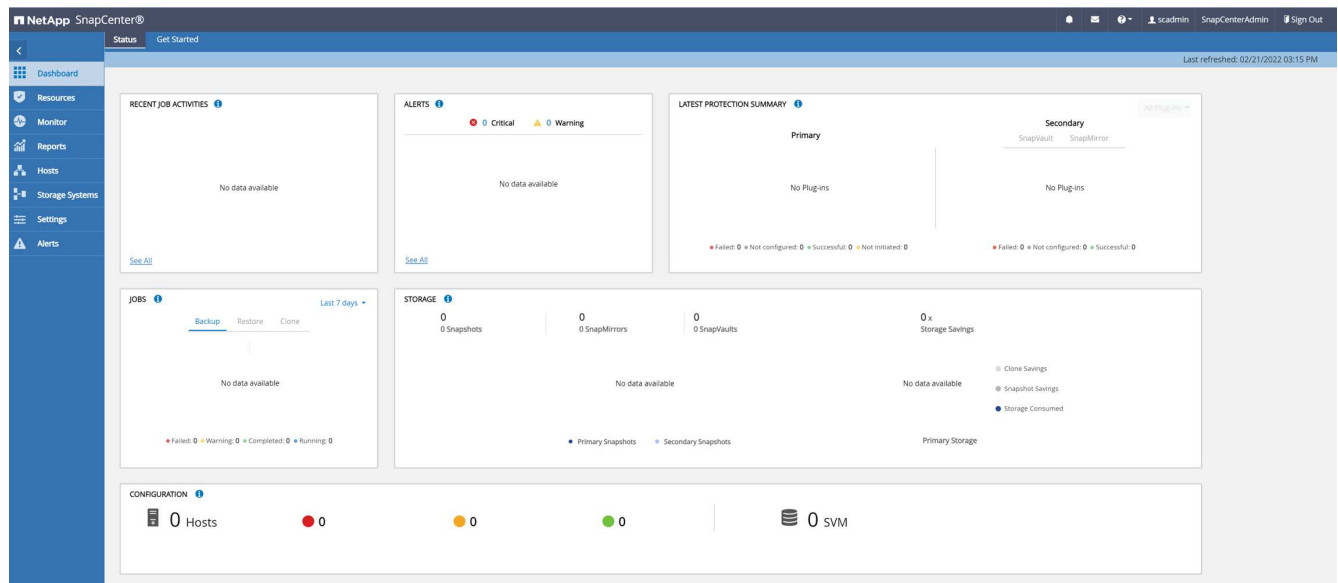 NetApp SnapCenter®
scadmin SnapCenterAdmin Sign Out
Status Get Started
Last refreshed: 02/21/2022 03:15 PM
Dashboard
Resources
Monitor
Reports
Hosts
Storage Systems
Settings
Alerts
RECENT JOB ACTIVITIES
No data available
See All
ALERTS
0 Critical 0 Warning
No data available
See All
LATEST PROTECTION SUMMARY
All Plug-ins
Primary
No Plug-ins
Failed: 0 Not configured: 0 Successful: 0 Not Initiated: 0
Secondary
SnapVault SnapMirror
No Plug-ins
Failed: 0 Not configured: 0 Successful: 0
JOBS
Last 7 days
Backup Restore Clone
No data available
Failed: 0 Warning: 0 Completed: 0 Running: 0
STORAGE
0
0 Snapshots
0
0 SnapMirrors
0
0 SnapVaults
0 x
Storage Savings
No data available
Primary Snapshots Secondary Snapshots
No data available
Clone Savings
Snapshot Savings
Storage Consumed
Primary Storage
CONFIGURATION
0 Hosts 0 0 0 0 SVM